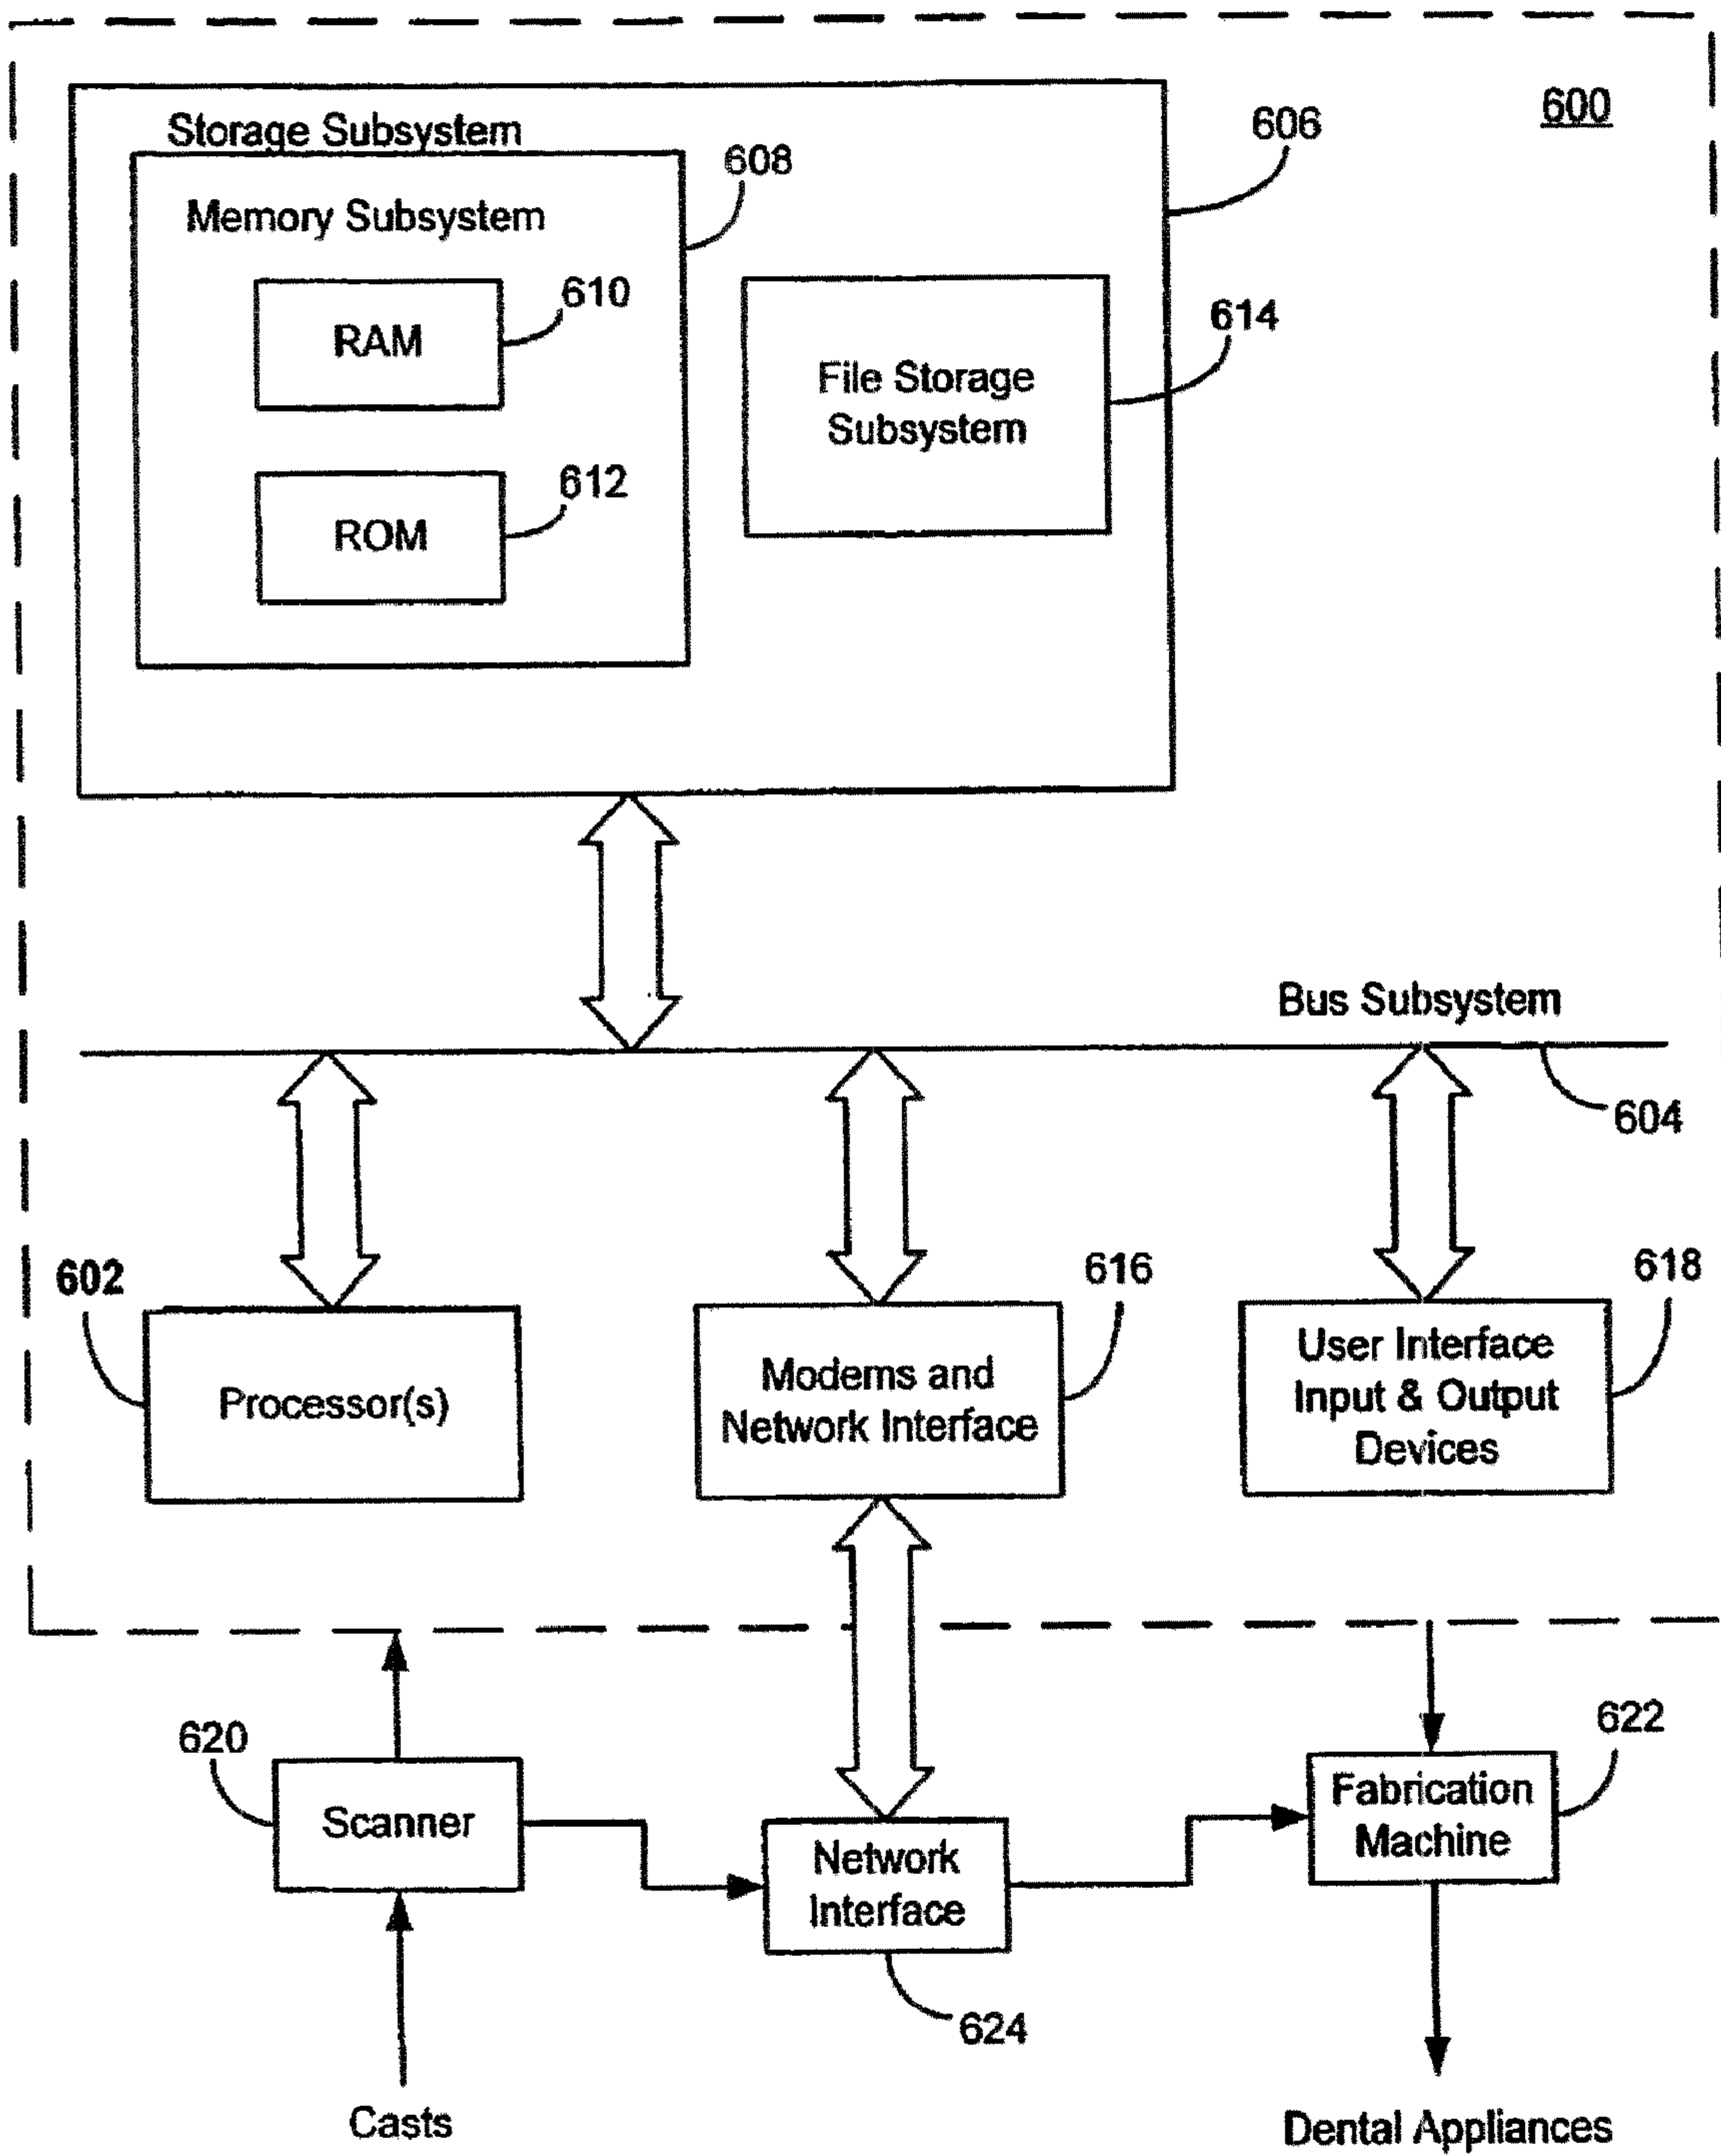 600
606
Storage Subsystem
608
Memory Subsystem
610
RAM
614
File Storage
Subsystem
612
ROM
Bus Subsystem
604
602
616
618
Processor(s)
Modems and
Network Interface
User Interface
Input & Output
Devices
620
622
Scanner
Fabrication
Machine
Network
Interface
624
Casts
Dental Appliances